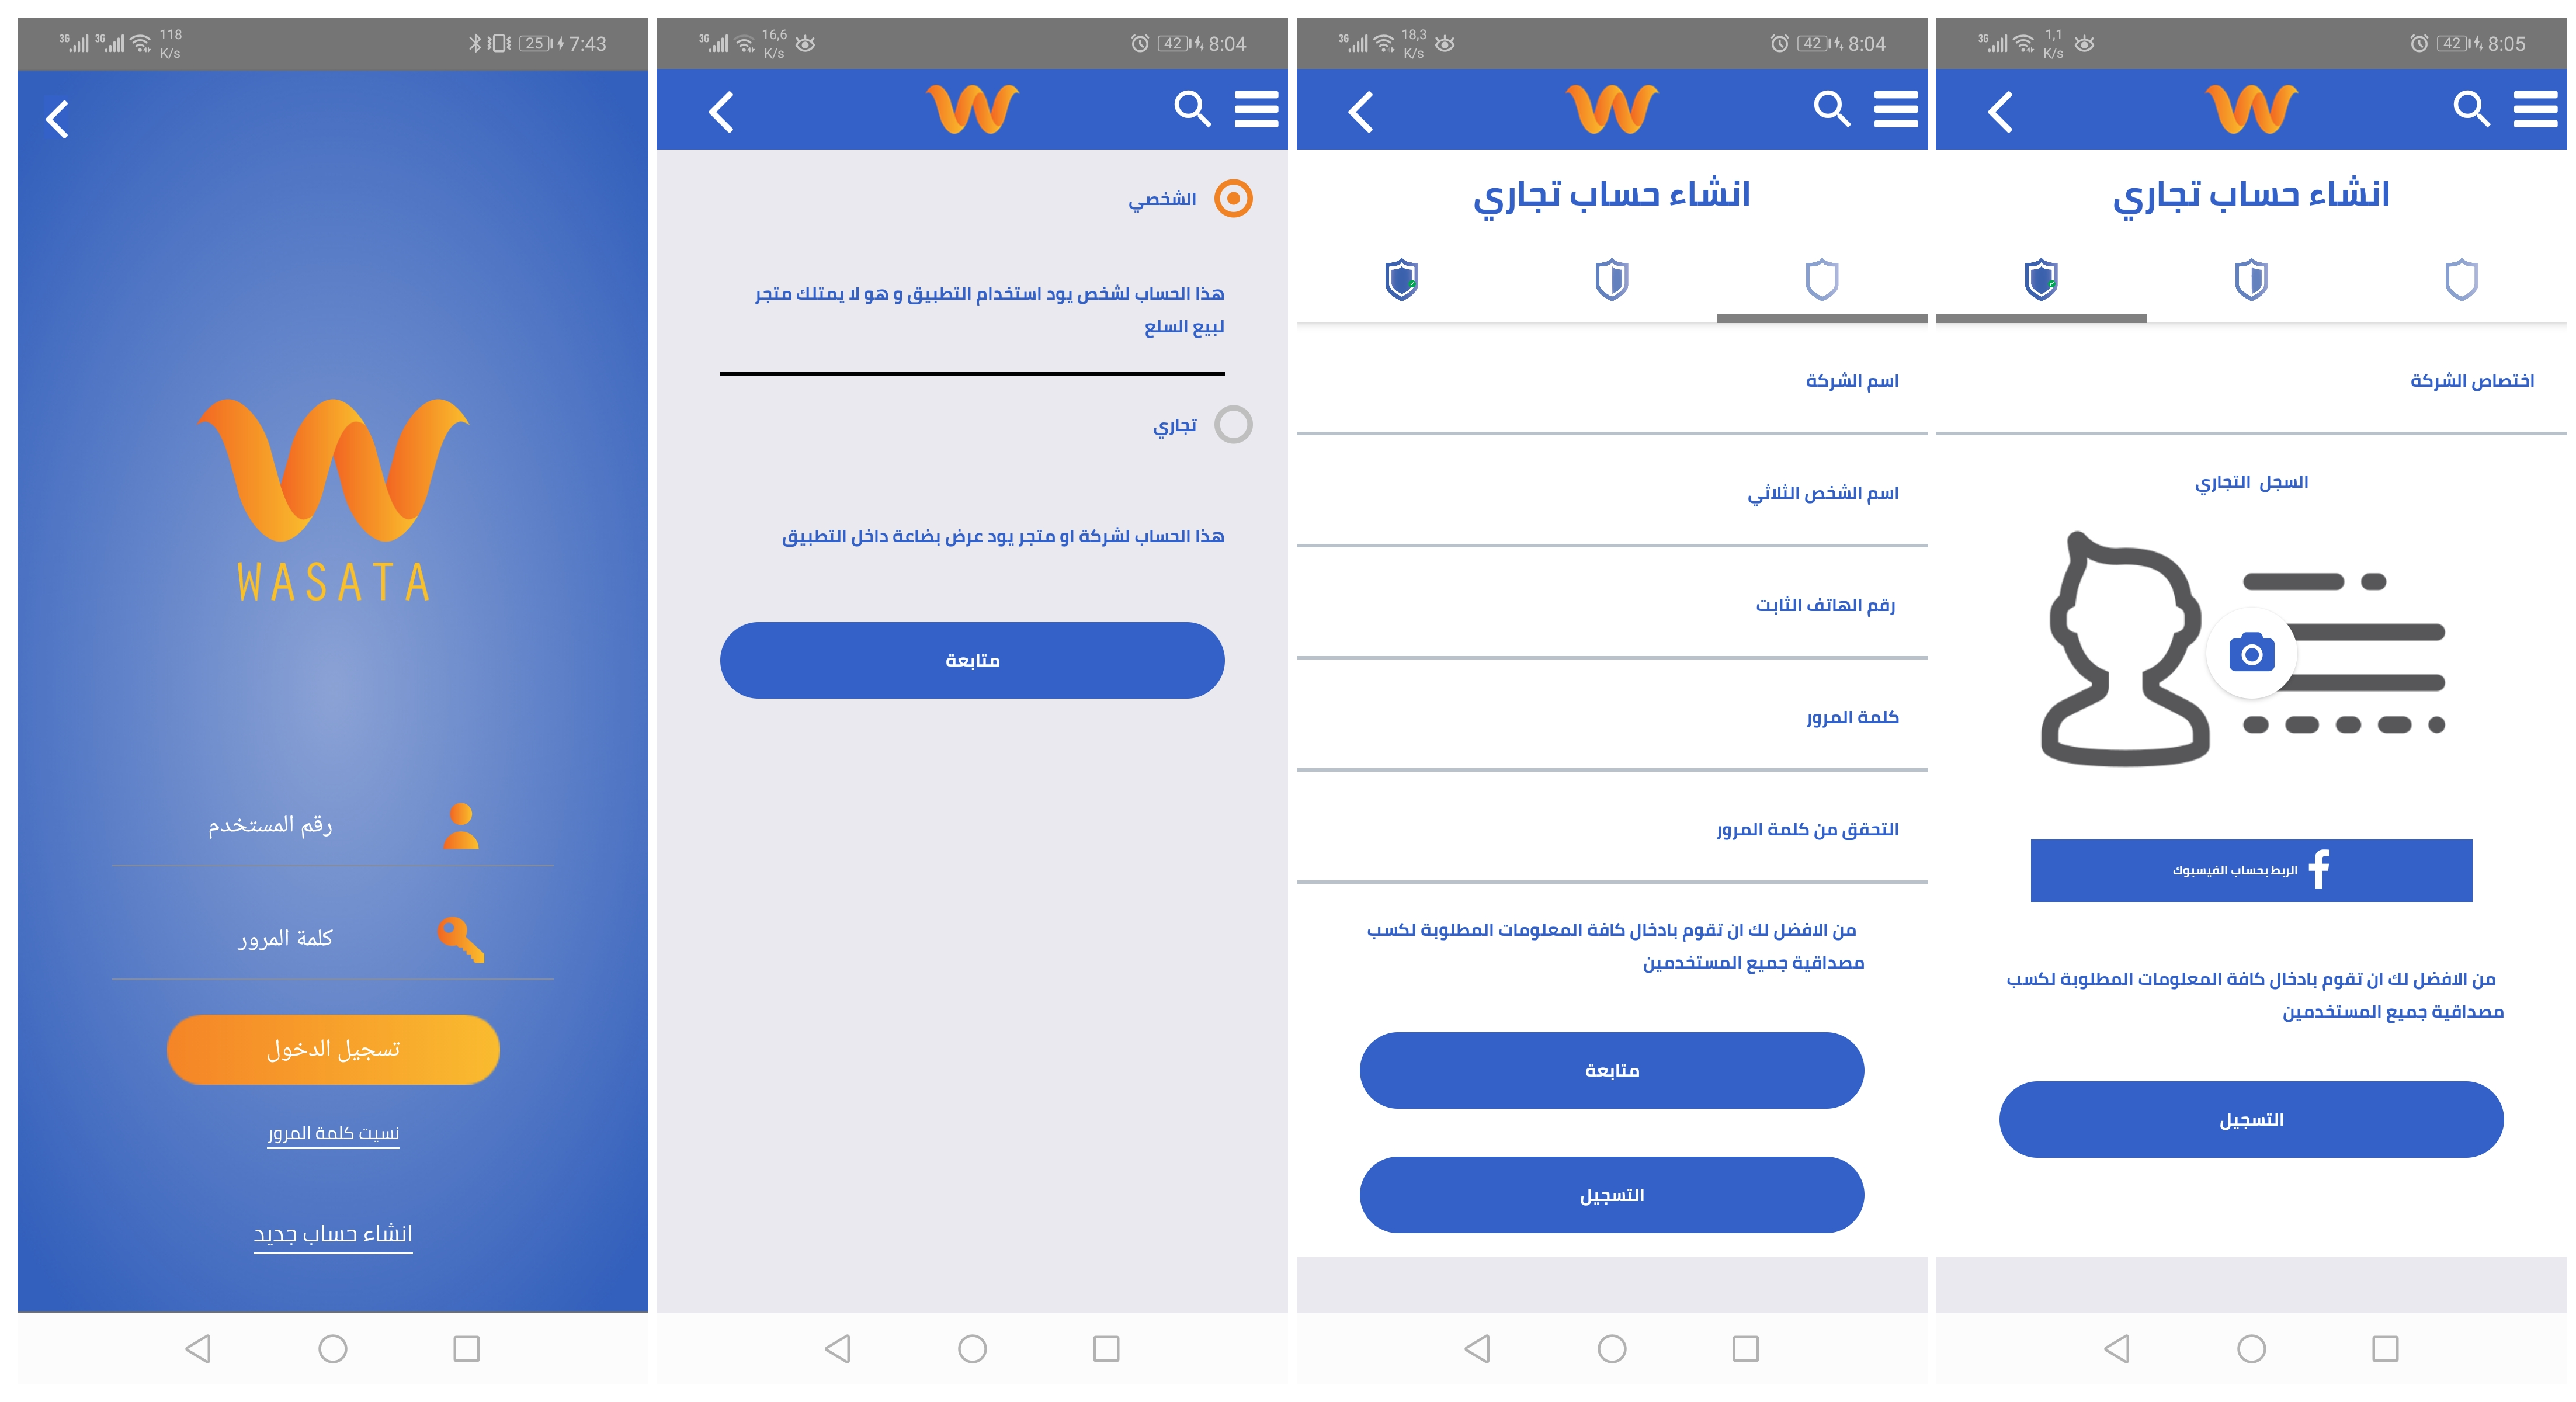 3G 3G 118 K/s 25 7:43
WASATA
رقم المستخدم
كلمة المرور
تسجيل الدخول
نسيت كلمة المرور
انشاء حساب جديد
3G 16,6 K/s 42 8:04
الشخصي
هذا الحساب لشخص يود استخدام التطبيق و هو لا يمتلك متجر
لبيع السلع
تجاري
هذا الحساب لشركة او متجر يود عرض بضاعة داخل التطبيق
متابعة
3G 18,3 K/s 42 8:04
انشاء حساب تجاري
اسم الشركة
اسم الشخص الثلاثي
رقم الهاتف الثابت
كلمة المرور
التحقق من كلمة المرور
من الافضل لك ان تقوم بادخال كافة المعلومات المطلوبة لكسب
مصداقية جميع المستخدمين
متابعة
التسجيل
3G 1,1 K/s 42 8:05
انشاء حساب تجاري
اختصاص الشركة
السجل التجاري
الربط بحساب الفيسبوك
من الافضل لك ان تقوم بادخال كافة المعلومات المطلوبة لكسب
مصداقية جميع المستخدمين
التسجيل